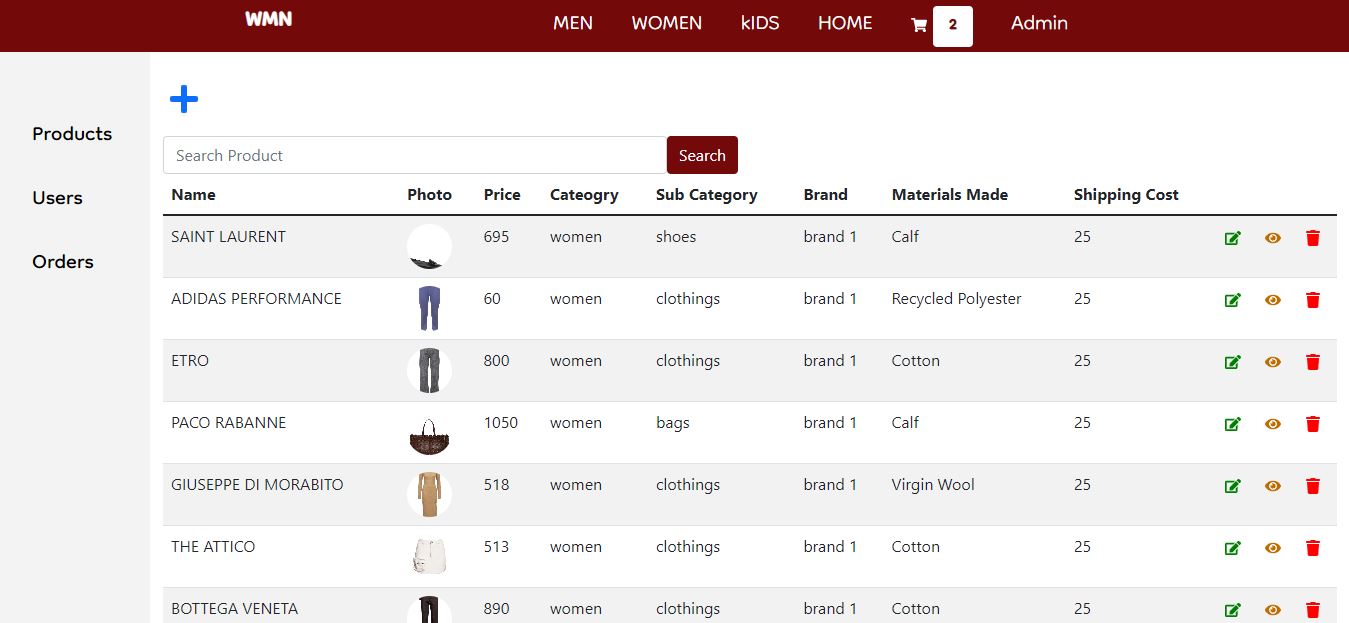 WMN MEN WOMEN kIDS HOME 2 Admin
Products
Users
Orders
Search Product Search
Name Photo Price Cateogry Sub Category Brand Materials Made Shipping Cost
SAINT LAURENT 695 women shoes brand 1 Calf 25
ADIDAS PERFORMANCE 60 women clothings brand 1 Recycled Polyester 25
ETRO 800 women clothings brand 1 Cotton 25
PACO RABANNE 1050 women bags brand 1 Calf 25
GIUSEPPE DI MORABITO 518 women clothings brand 1 Virgin Wool 25
THE ATTICO 513 women clothings brand 1 Cotton 25
BOTTEGA VENETA 890 women clothings brand 1 Cotton 25